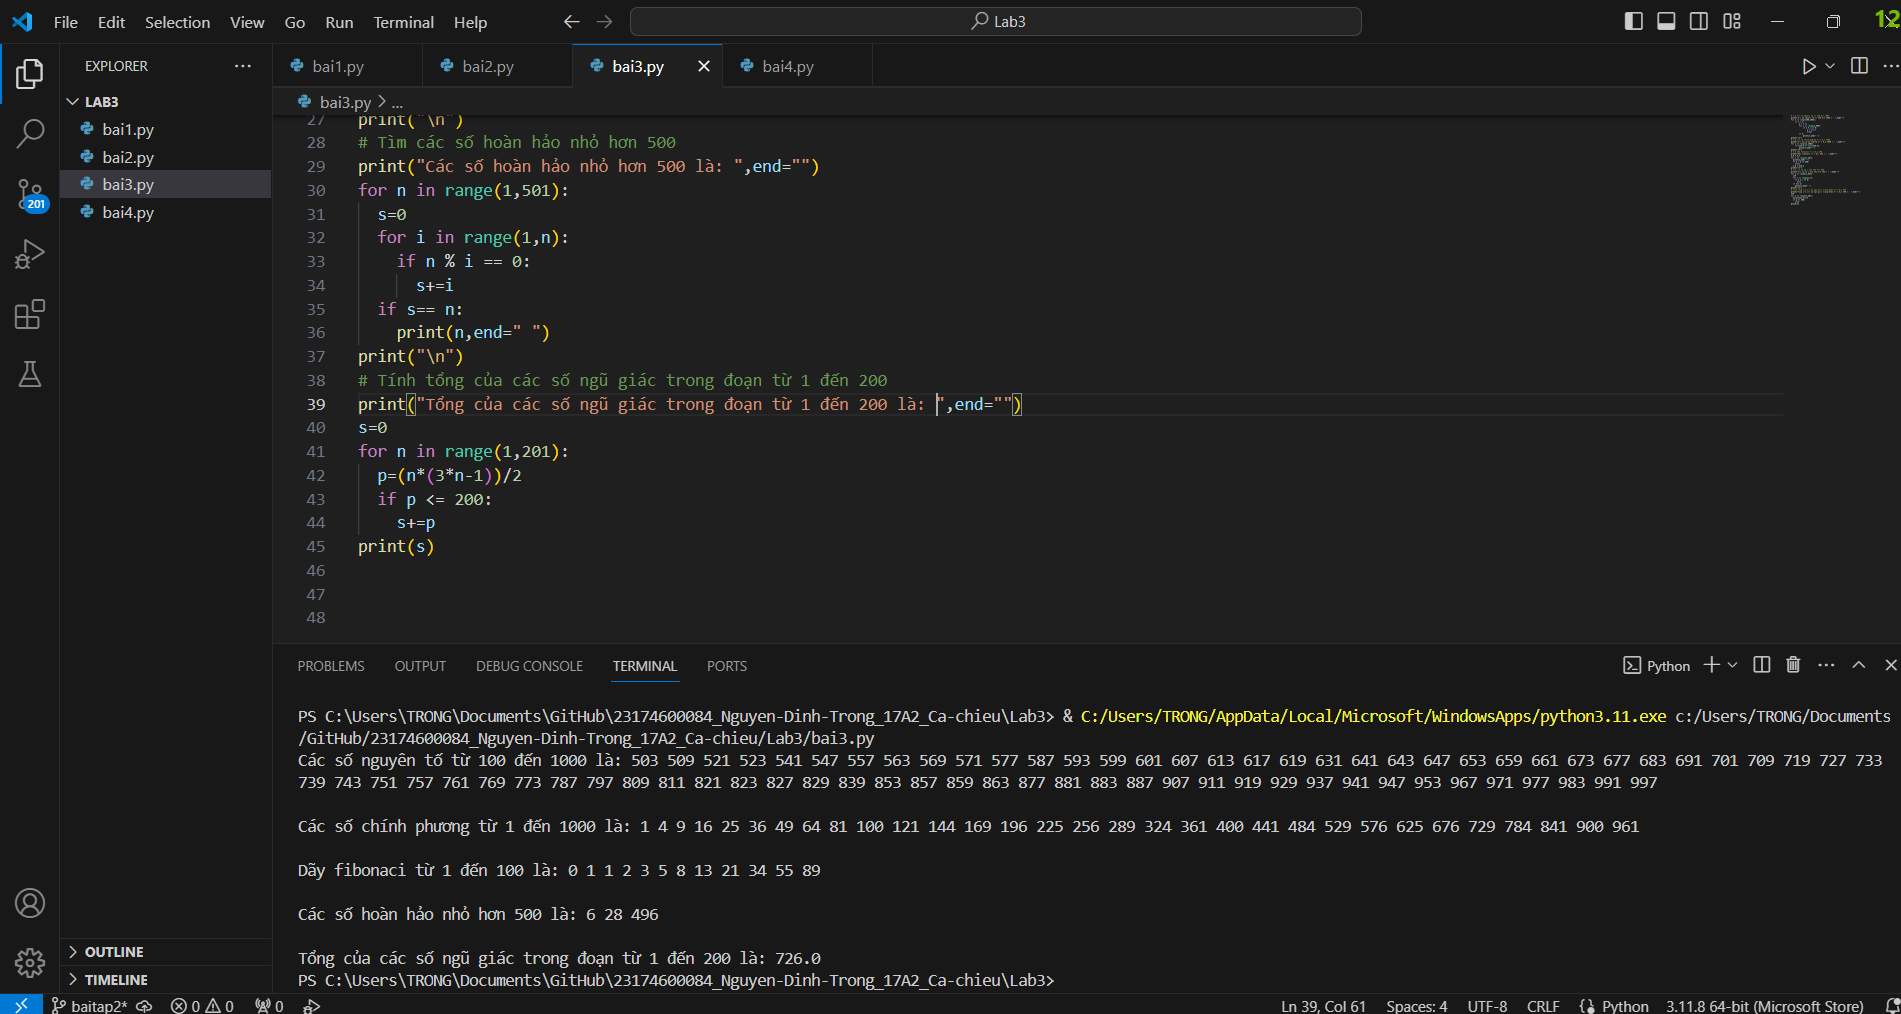 File Edit Selection View Go Run Terminal Help
Lab3
12
EXPLORER
LAB3
bai1.py
bai2.py
bai3.py
bai4.py
201
OUTLINE
TIMELINE
bai1.py bai2.py bai3.py bai4.py
bai3.py > ...
27 print("\n")
28 # Tìm các số hoàn hảo nhỏ hơn 500
29 print("Các số hoàn hảo nhỏ hơn 500 là: ",end="")
30 for n in range(1,501):
31 s=0
32 for i in range(1,n):
33 if n % i == 0:
34 s+=i
35 if s== n:
36 print(n,end=" ")
37 print("\n")
38 # Tính tổng của các số ngũ giác trong đoạn từ 1 đến 200
39 print("Tổng của các số ngũ giác trong đoạn từ 1 đến 200 là: ",end="")
40 s=0
41 for n in range(1,201):
42 p=(n*(3*n-1))/2
43 if p <= 200:
44 s+=p
45 print(s)
46
47
48
PROBLEMS OUTPUT DEBUG CONSOLE TERMINAL PORTS
Python
PS C:\Users\TRONG\Documents\GitHub\23174600084_Nguyen-Dinh-Trong_17A2_Ca-chieu\Lab3> & C:/Users/TRONG/AppData/Local/Microsoft/WindowsApps/python3.11.exe c:/Users/TRONG/Documents
/GitHub/23174600084_Nguyen-Dinh-Trong_17A2_Ca-chieu/Lab3/bai3.py
Các số nguyên tố từ 100 đến 1000 là: 503 509 521 523 541 547 557 563 569 571 577 587 593 599 601 607 613 617 619 631 641 643 647 653 659 661 673 677 683 691 701 709 719 727 733
739 743 751 757 761 769 773 787 797 809 811 821 823 827 829 839 853 857 859 863 877 881 883 887 907 911 919 929 937 941 947 953 967 971 977 983 991 997
Các số chính phương từ 1 đến 1000 là: 1 4 9 16 25 36 49 64 81 100 121 144 169 196 225 256 289 324 361 400 441 484 529 576 625 676 729 784 841 900 961
Dãy fibonaci từ 1 đến 100 là: 0 1 1 2 3 5 8 13 21 34 55 89
Các số hoàn hảo nhỏ hơn 500 là: 6 28 496
Tổng của các số ngũ giác trong đoạn từ 1 đến 200 là: 726.0
PS C:\Users\TRONG\Documents\GitHub\23174600084_Nguyen-Dinh-Trong_17A2_Ca-chieu\Lab3>
baitap2* 0 0 0 Ln 39, Col 61 Spaces: 4 UTF-8 CRLF Python 3.11.8 64-bit (Microsoft Store)